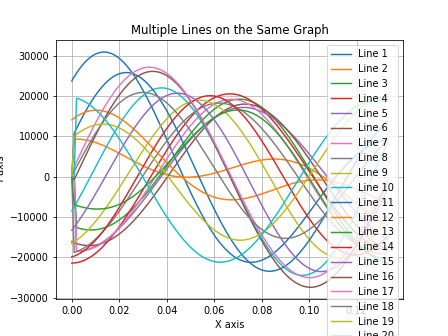 Multiple Lines on the Same Graph
30000
20000
10000
0
-10000
-20000
-30000
0.00
0.02
0.04
0.06
0.08
0.10
X axis
axis
Line 1
Line 2
Line 3
Line 4
Line 5
Line 6
Line 7
Line 8
Line 9
Line 10
Line 11
Line 12
Line 13
Line 14
Line 15
Line 16
Line 17
Line 18
Line 19
Line 20